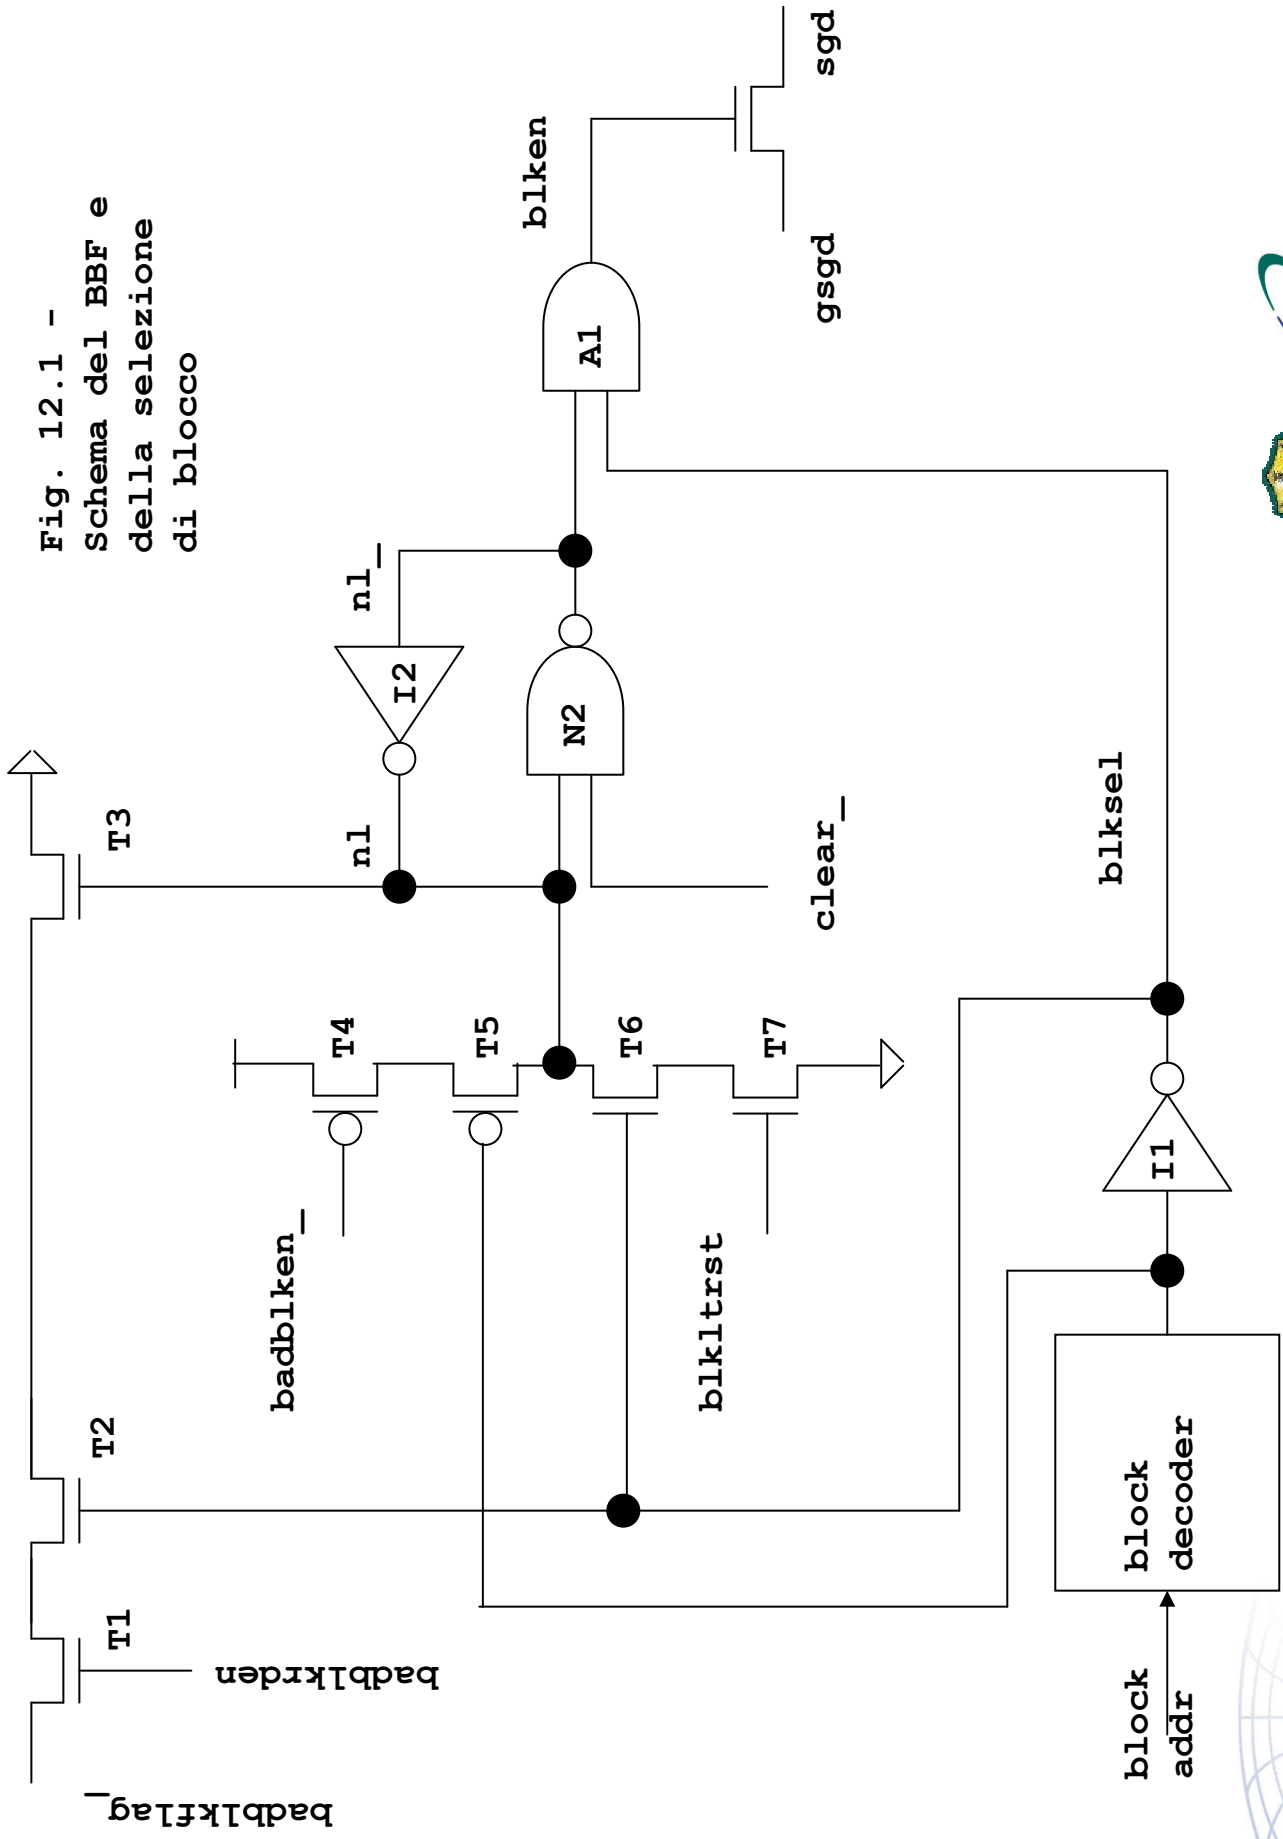 Fig. 12.1 -
Schema del BBF e
della selezione
di blocco
badblkflag_
badblkrden
T1
T2
T3
badblken_
T4
T5
T6
T7
blkltrst
nl
nl_
I2
N2
clear_
A1
blken
gsgd
sgd
block
addr
block
decoder
I1
blksel